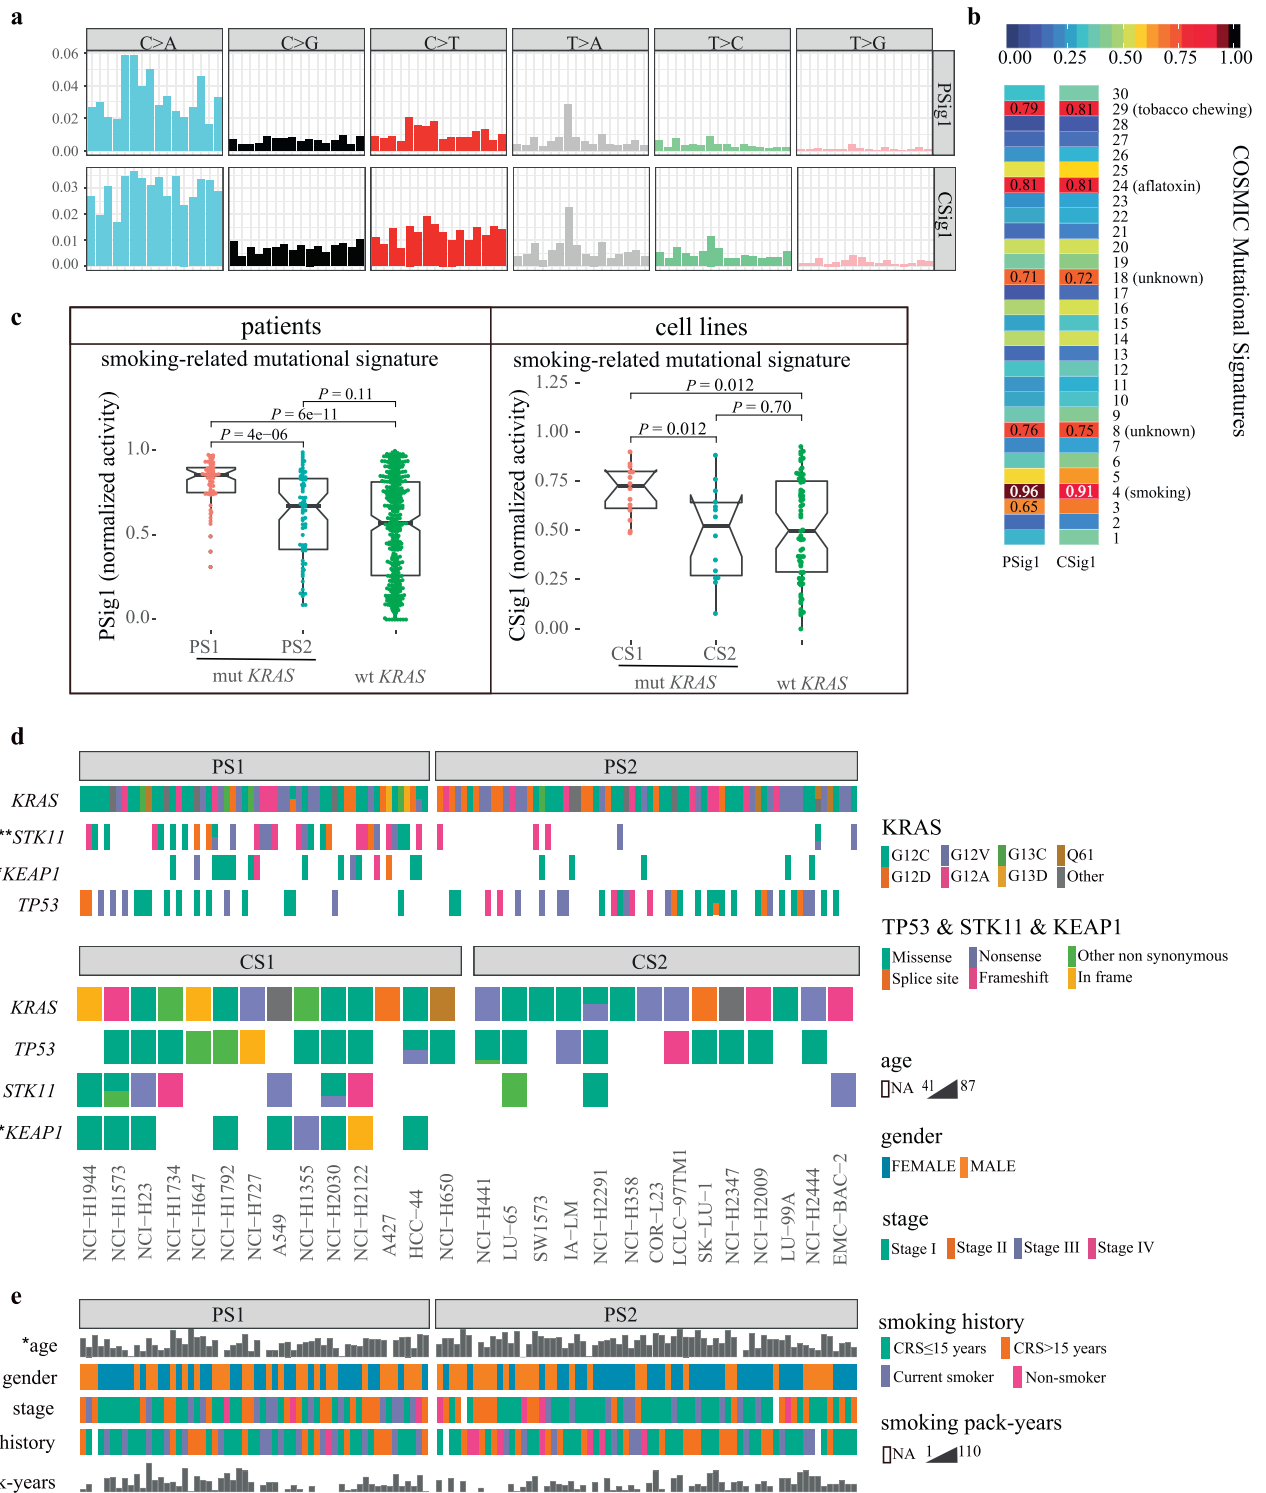 a
C>A C>G C>T T>A T>C T>G
0.06
0.04
0.02
0.00
PSig1
0.03
0.02
0.01
0.00
CSig1
b
0.00 0.25 0.50 0.75 1.00
30
0.79 0.81 29 (tobacco chewing)
28
27
26
25
0.81 0.81 24 (aflatoxin)
23
22
21
20
19
0.71 0.72 18 (unknown)
17
16
15
14
13
12
11
10
9
0.76 0.75 8 (unknown)
7
6
5
0.96 0.91 4 (smoking)
0.65 3
2
1
PSig1 CSig1
COSMIC Mutational Signatures
c
patients
smoking-related mutational signature
PSig1 (normalized activity)
P = 0.11
P = 6e−11
P = 4e−06
1.0
0.5
0.0
PS1 PS2
mut KRAS wt KRAS
cell lines
smoking-related mutational signature
CSig1 (normalized activity)
1.25
P = 0.012
P = 0.70
P = 0.012
1.00
0.75
0.50
0.25
0.00
CS1 CS2
mut KRAS wt KRAS
d
PS1 PS2
KRAS
**STK11
KEAP1
TP53
CS1 CS2
KRAS
TP53
STK11
*KEAP1
NCI−H1944
NCI−H1573
NCI−H23
NCI−H1734
NCI−H647
NCI−H1792
NCI−H727
A549
NCI−H1355
NCI−H2030
NCI−H2122
A427
HCC−44
NCI−H650
NCI−H441
LU−65
SW1573
IA−LM
NCI−H2291
NCI−H358
COR−L23
LCLC−97TM1
SK−LU−1
NCI−H2347
NCI−H2009
LU−99A
NCI−H2444
EMC−BAC−2
KRAS
G12C G12V G13C Q61
G12D G12A G13D Other
TP53 & STK11 & KEAP1
Missense Nonsense Other non synonymous
Splice site Frameshift In frame
age
NA 41 87
gender
FEMALE MALE
stage
Stage I Stage II Stage III Stage IV
e
PS1 PS2
*age
gender
stage
history
k-years
smoking history
CRS≤15 years CRS>15 years
Current smoker Non-smoker
smoking pack-years
NA 1 110